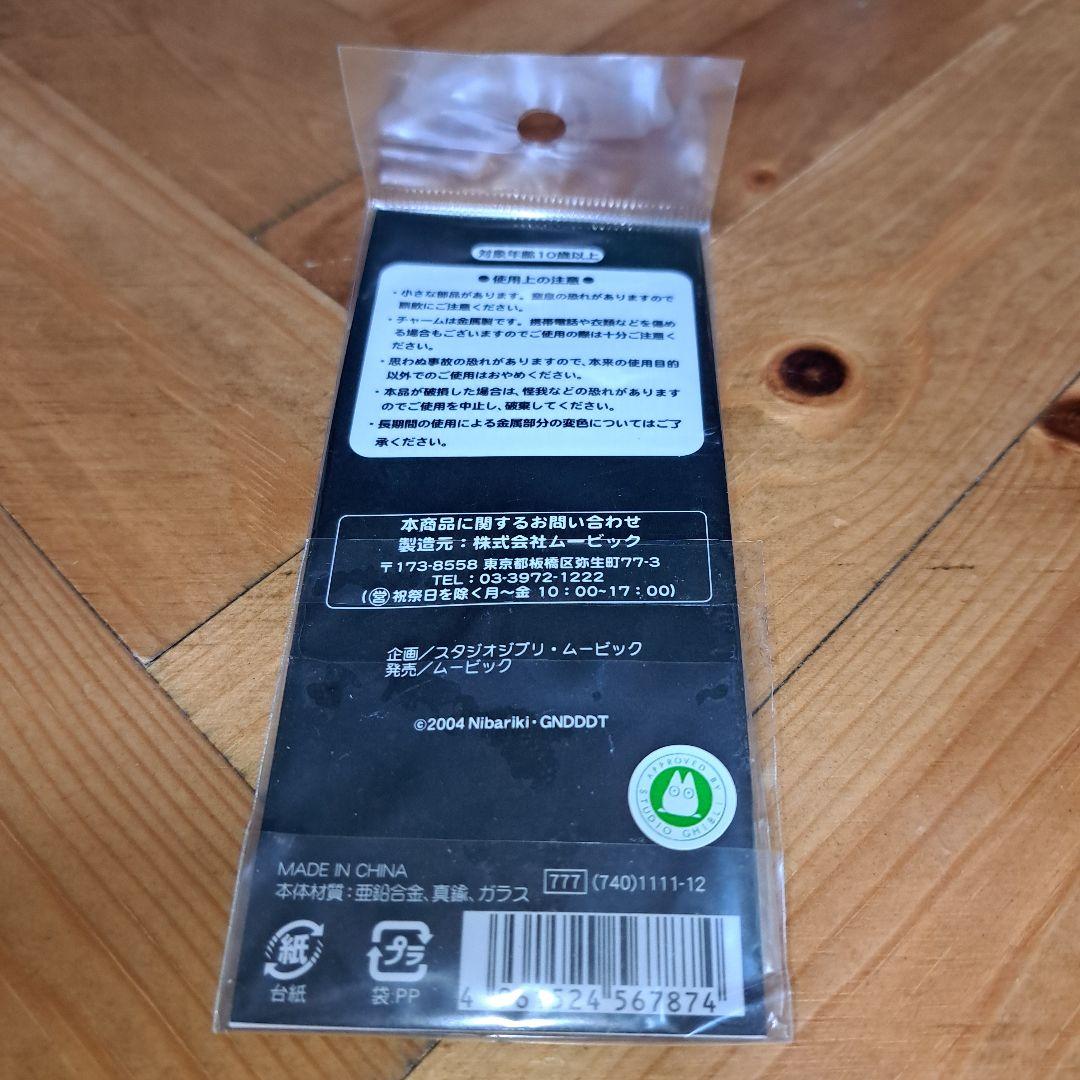 対象年齢10歳以上
●使用上の注意●
・小さな部品があります。窒息の恐れがありますので
誤飲にご注意ください。
・チャームは金属製です。携帯電話や衣類などを傷め
る場合もございますのでご使用の際は十分ご注意く
ださい。
・思わぬ事故の恐れがありますので、本来の使用目的
以外でのご使用はおやめください。
・本品が破損した場合は、怪我などの恐れがあります
のでご使用を中止し、破棄してください。
・長期間の使用による金属部分の変色についてはご了
承ください。
本商品に関するお問い合わせ
製造元：株式会社ムービック
〒173-8558 東京都板橋区弥生町77-3
TEL：03-3972-1222
(㊂祝祭日を除く月〜金 10：00~17：00)
企画／スタジオジブリ・ムービック
発売／ムービック
©2004 Nibariki・GNDDDT
APPROVED BY
STUDIO GHIBLI
MADE IN CHINA
本体材質：亜鉛合金、真鍮、ガラス
777 (740)1111-12
紙
台紙
プラ
袋:PP
524 567874